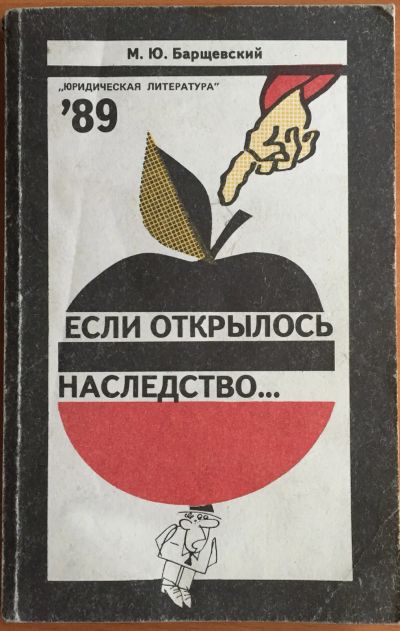 М. Ю. Барщевский
„ЮРИДИЧЕСКАЯ ЛИТЕРАТУРА"
'89
ЕСЛИ ОТКРЫЛОСЬ
НАСЛЕДСТВО...